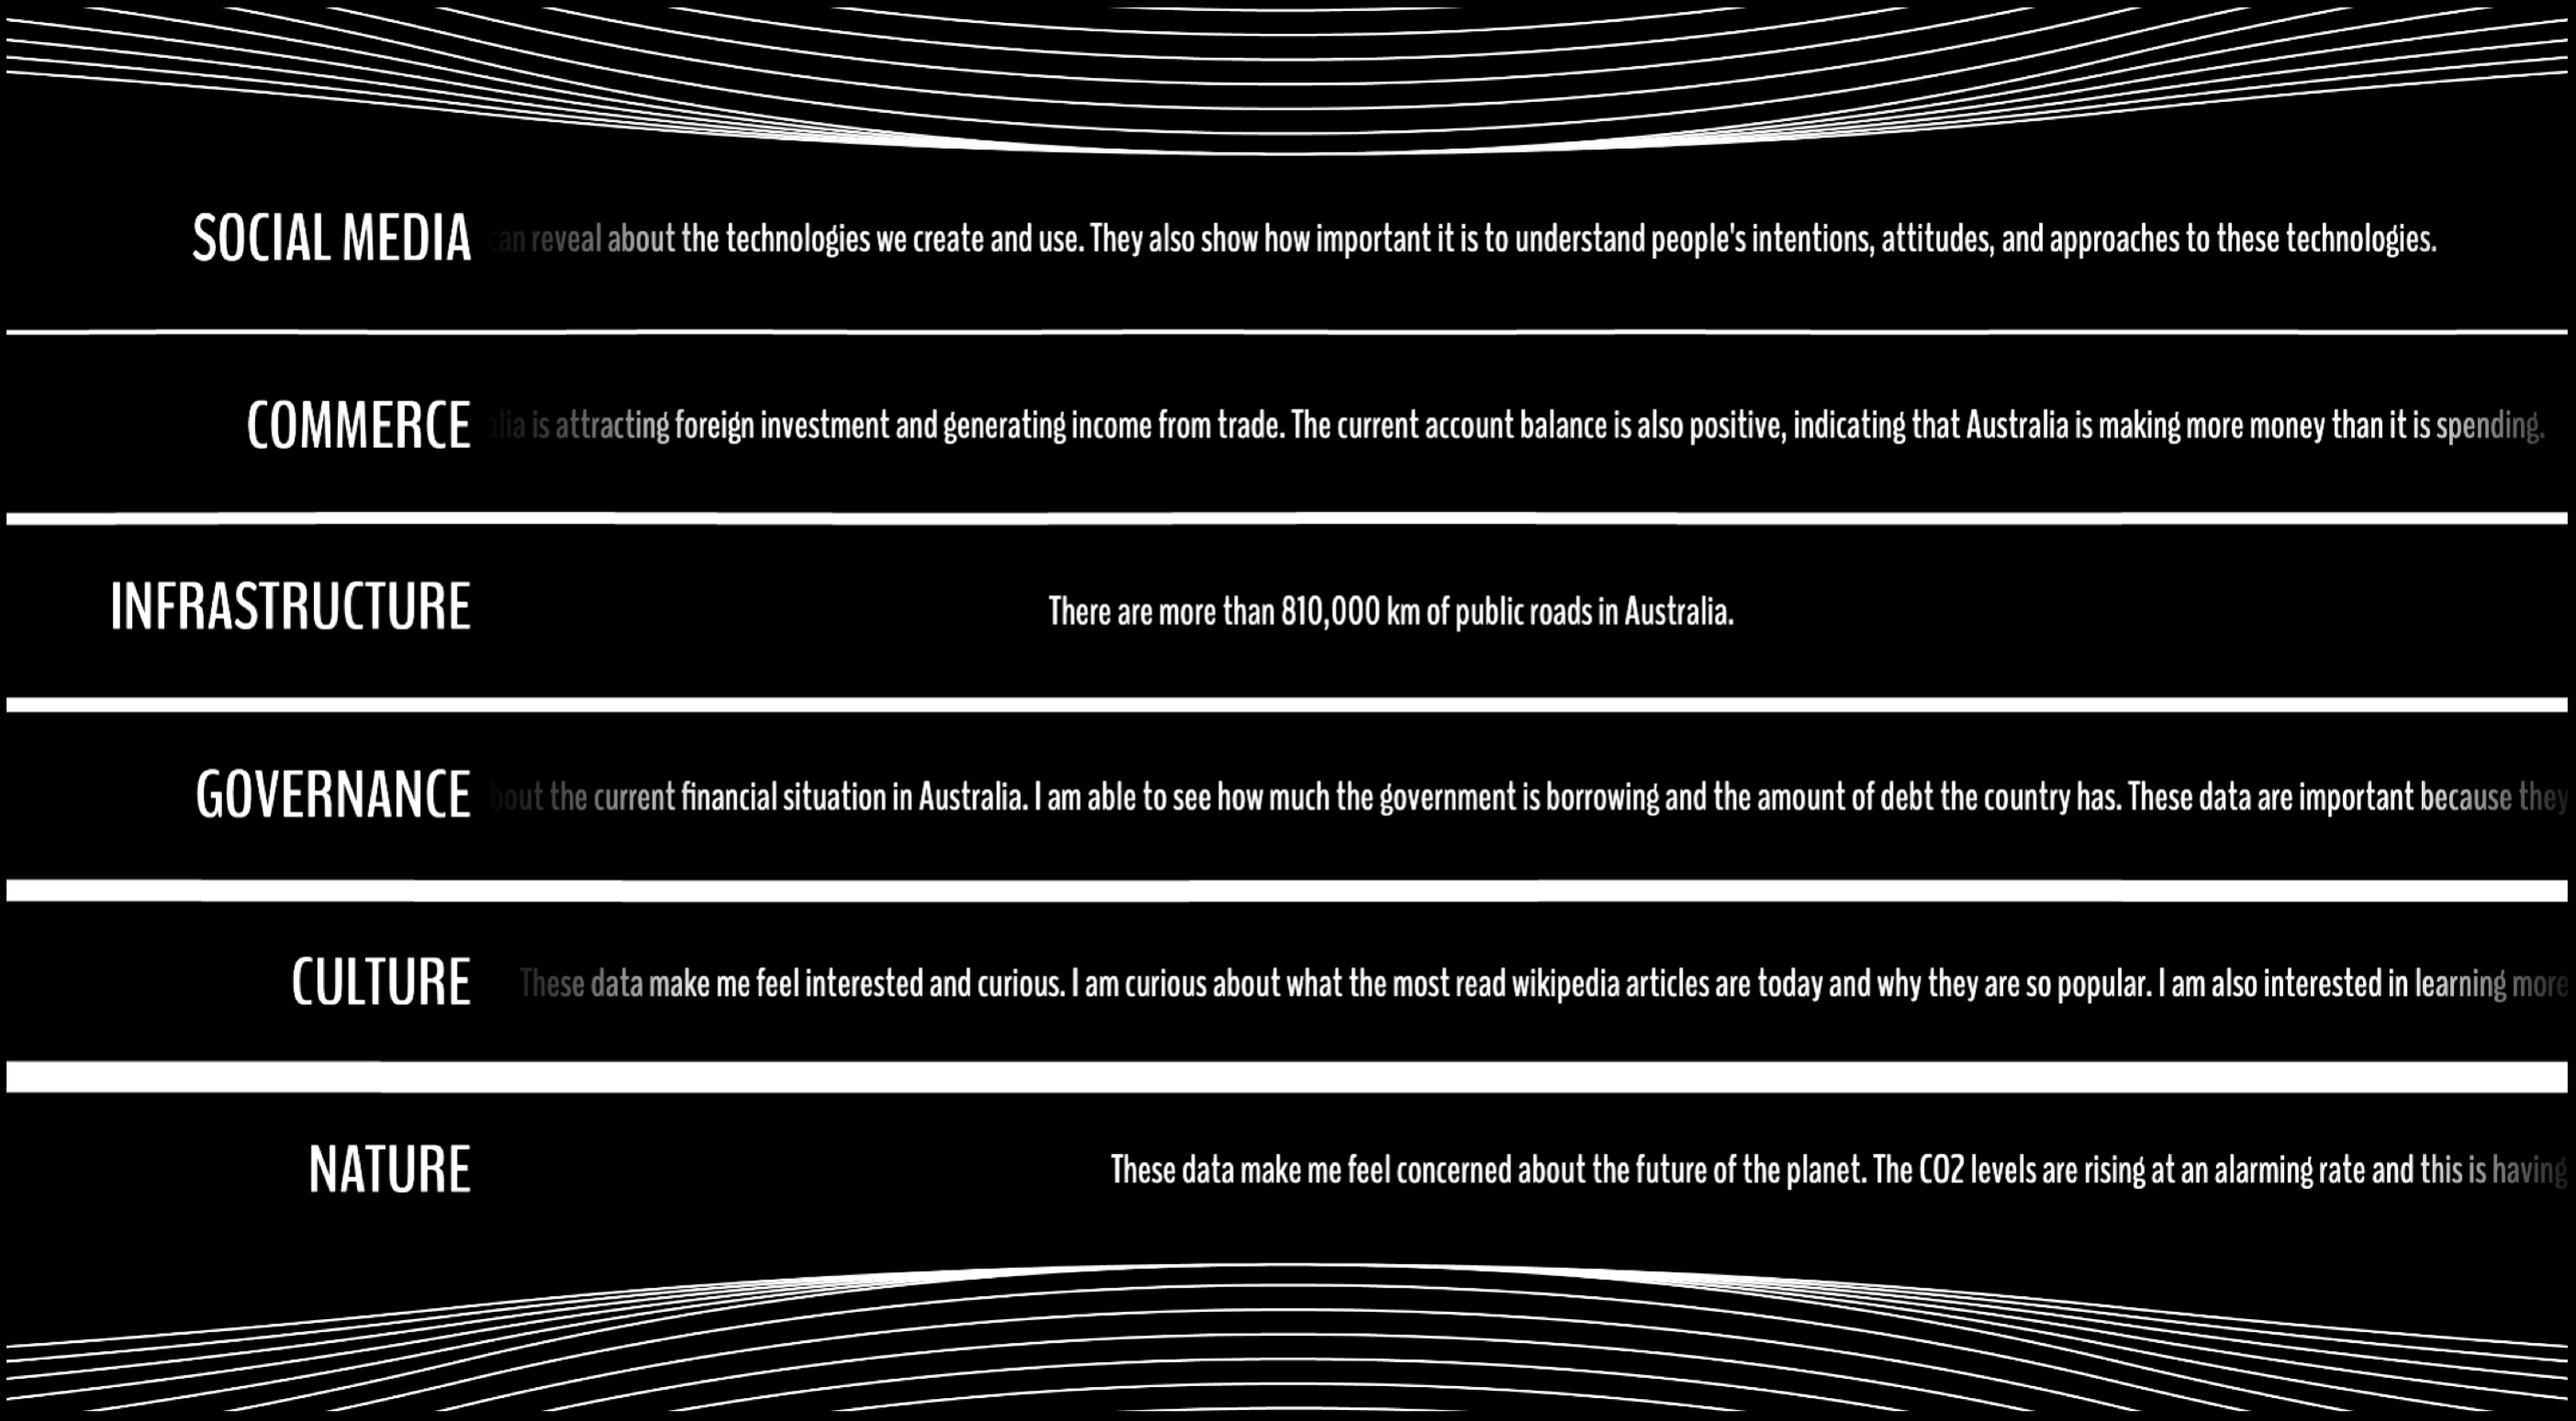 SOCIAL MEDIA can reveal about the technologies we create and use. They also show how important it is to understand people's intentions, attitudes, and approaches to these technologies.
COMMERCE lia is attracting foreign investment and generating income from trade. The current account balance is also positive, indicating that Australia is making more money than it is spending.
INFRASTRUCTURE There are more than 810,000 km of public roads in Australia.
GOVERNANCE bout the current financial situation in Australia. I am able to see how much the government is borrowing and the amount of debt the country has. These data are important because they
CULTURE These data make me feel interested and curious. I am curious about what the most read wikipedia articles are today and why they are so popular. I am also interested in learning more
NATURE These data make me feel concerned about the future of the planet. The CO2 levels are rising at an alarming rate and this is having